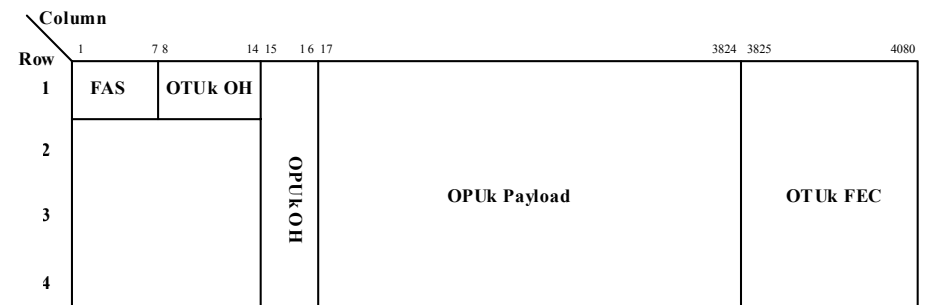 Column
1 7 8 14 15 16 17 3824 3825 4080
Row
1 FAS OTUk OH
2
OPUk OH
OPUk Payload OTUk FEC
3
4